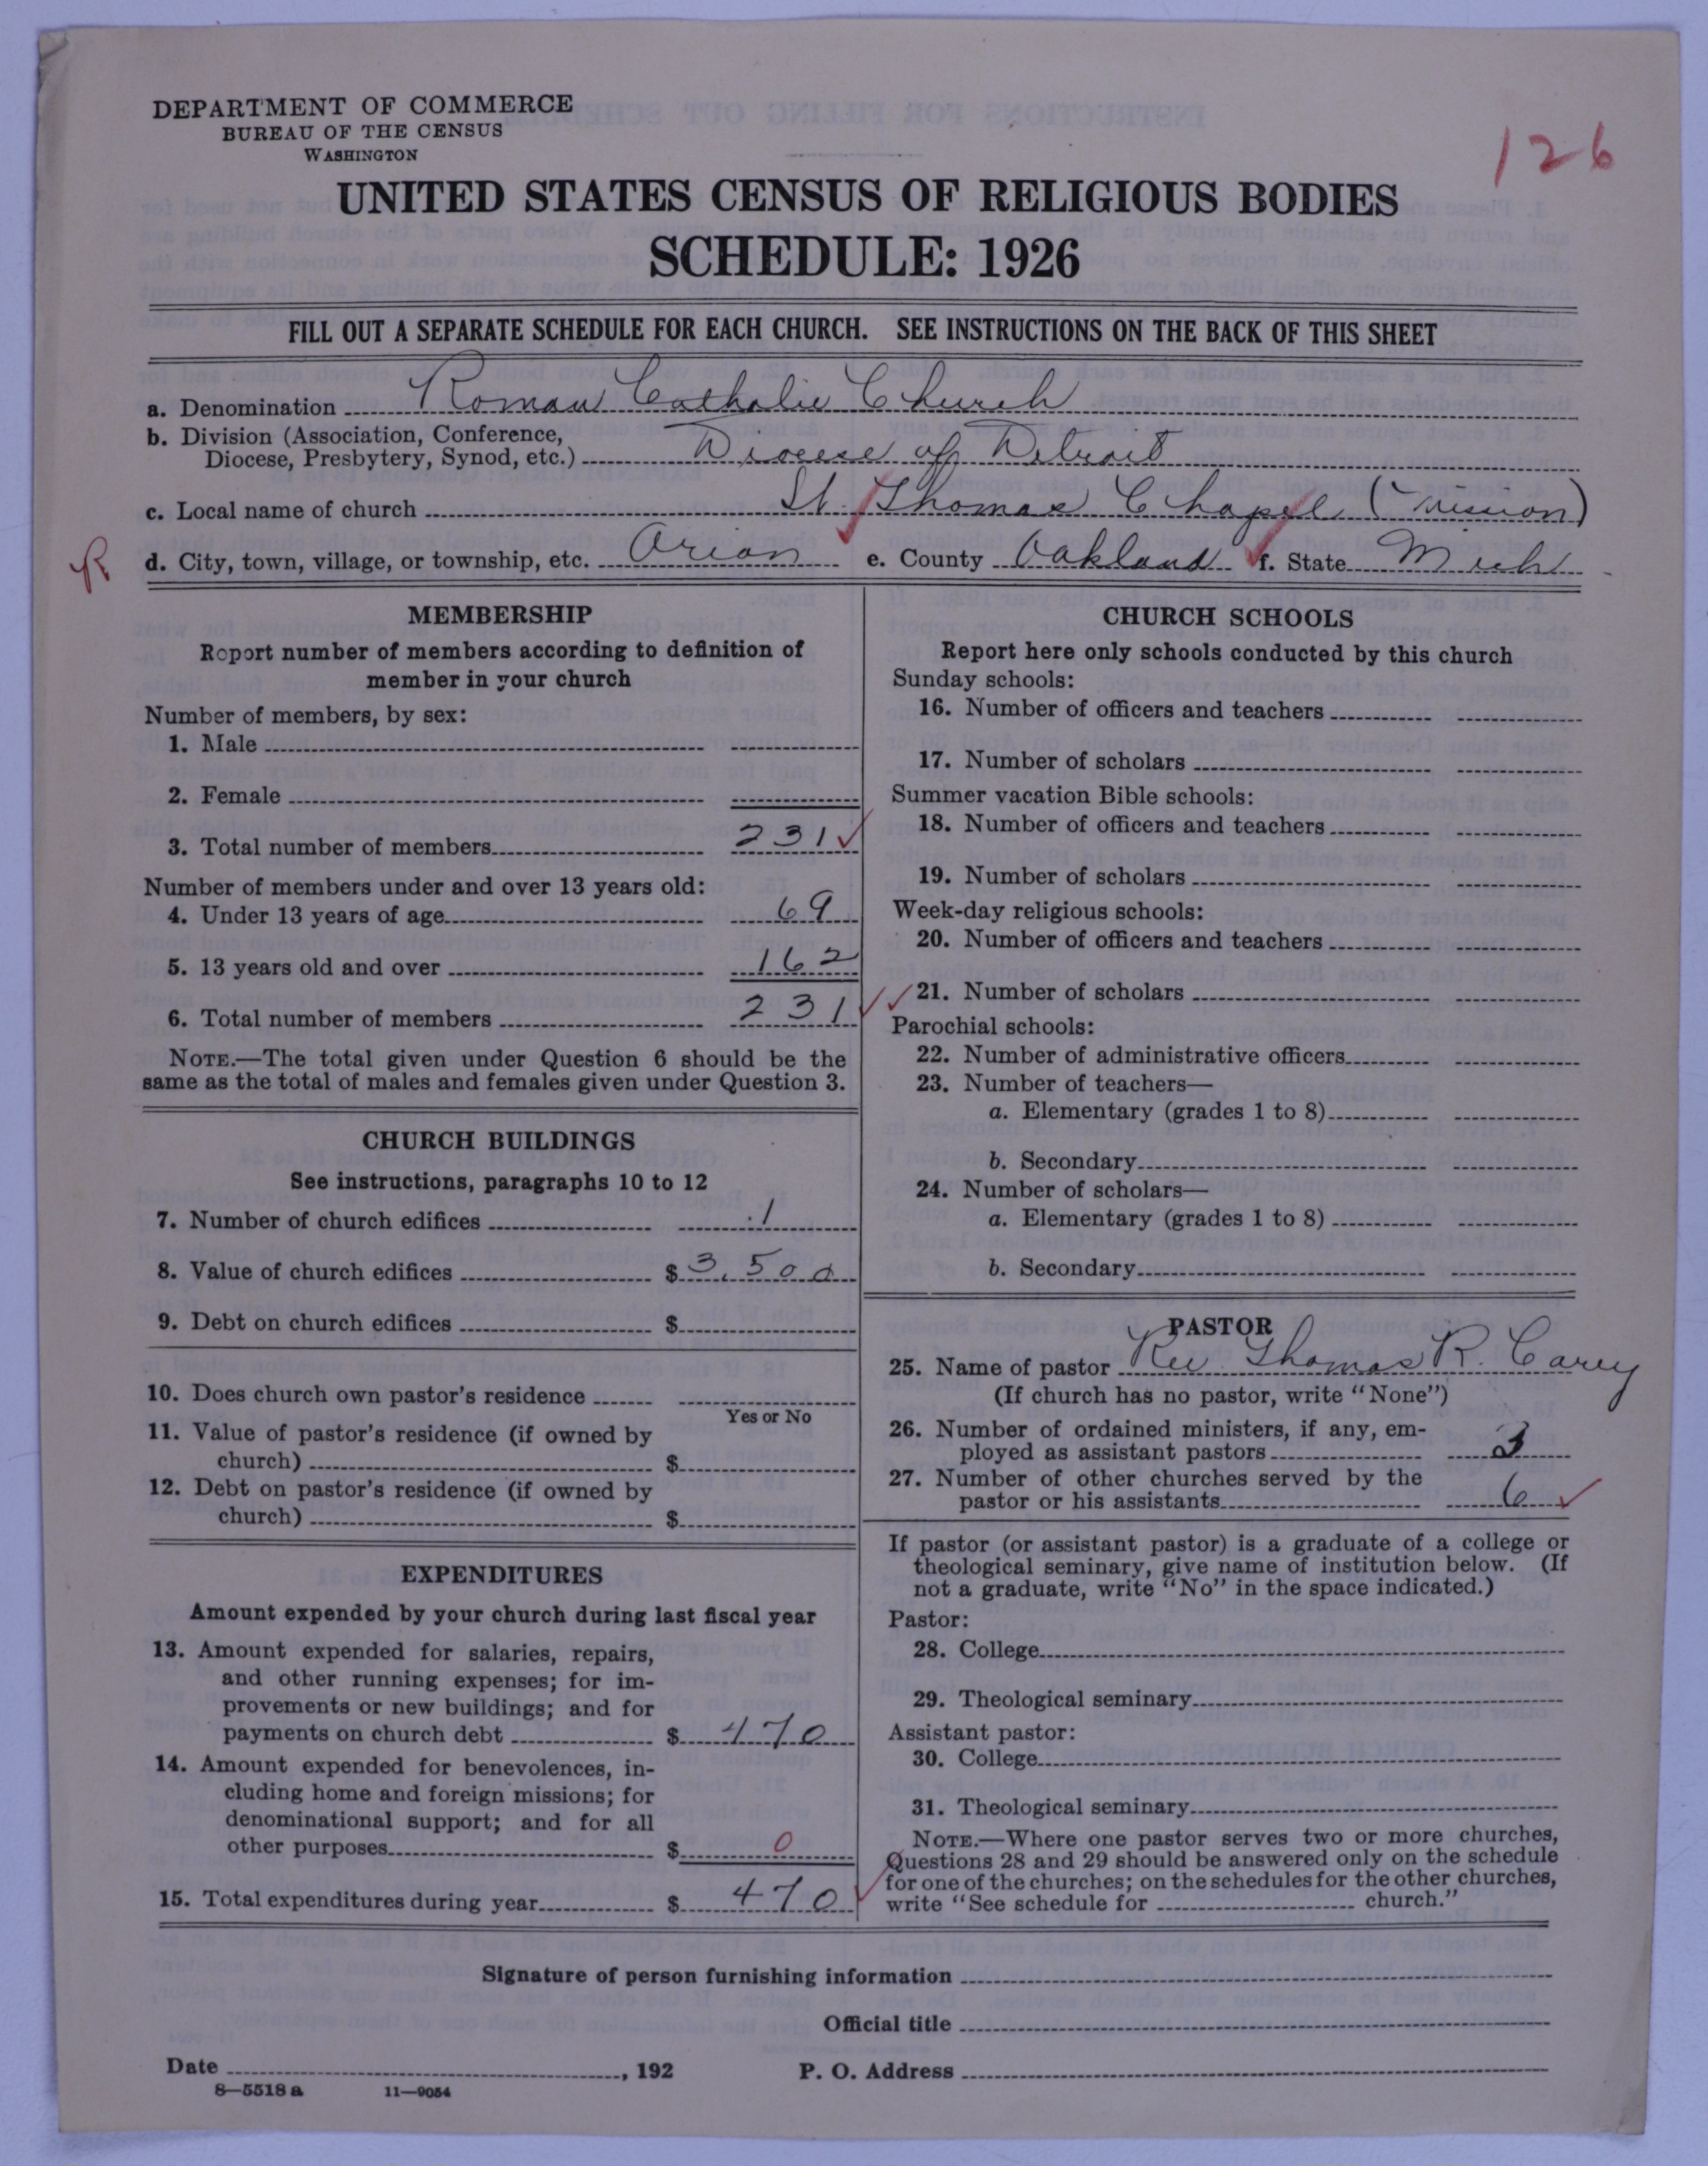 DEPARTMENT OF COMMERCE
BUREAU OF THE CENSUS
WASHINGTON
126
UNITED STATES CENSUS OF RELIGIOUS BODIES
SCHEDULE: 1926
FILL OUT A SEPARATE SCHEDULE FOR EACH CHURCH. SEE INSTRUCTIONS ON THE BACK OF THIS SHEET
a. Denomination Roman Catholic Church
b. Division (Association, Conference,
Diocese, Presbytery, Synod, etc.) Diocese of Detroit
c. Local name of church St Thomas Chapel (Mission)
R d. City, town, village, or township, etc. Orion e. County Oakland f. State Mich
MEMBERSHIP
Report number of members according to definition of
member in your church
Number of members, by sex:
1. Male
2. Female
3. Total number of members 231 ✓
Number of members under and over 13 years old:
4. Under 13 years of age 69
5. 13 years old and over 162
6. Total number of members 231 ✓✓
NOTE.—The total given under Question 6 should be the
same as the total of males and females given under Question 3.
CHURCH BUILDINGS
See instructions, paragraphs 10 to 12
7. Number of church edifices 1
8. Value of church edifices $ 3,500
9. Debt on church edifices $
10. Does church own pastor's residence
Yes or No
11. Value of pastor's residence (if owned by
church) $
12. Debt on pastor's residence (if owned by
church) $
EXPENDITURES
Amount expended by your church during last fiscal year
13. Amount expended for salaries, repairs,
and other running expenses; for im-
provements or new buildings; and for
payments on church debt $ 470
14. Amount expended for benevolences, in-
cluding home and foreign missions; for
denominational support; and for all
other purposes $ 0
15. Total expenditures during year $ 470 ✓
CHURCH SCHOOLS
Report here only schools conducted by this church
Sunday schools:
16. Number of officers and teachers
17. Number of scholars
Summer vacation Bible schools:
18. Number of officers and teachers
19. Number of scholars
Week-day religious schools:
20. Number of officers and teachers
21. Number of scholars
Parochial schools:
22. Number of administrative officers
23. Number of teachers—
a. Elementary (grades 1 to 8)
b. Secondary
24. Number of scholars—
a. Elementary (grades 1 to 8)
b. Secondary
PASTOR
25. Name of pastor Rev. Thomas R. Carey
(If church has no pastor, write "None")
26. Number of ordained ministers, if any, em-
ployed as assistant pastors 3
27. Number of other churches served by the
pastor or his assistants 6 ✓
If pastor (or assistant pastor) is a graduate of a college or
theological seminary, give name of institution below. (If
not a graduate, write "No" in the space indicated.)
Pastor:
28. College
29. Theological seminary
Assistant pastor:
30. College
31. Theological seminary
NOTE.—Where one pastor serves two or more churches,
Questions 28 and 29 should be answered only on the schedule
for one of the churches; on the schedules for the other churches,
write "See schedule for church."
Signature of person furnishing information
Official title
Date , 192 P. O. Address
8—5518 a 11—9054